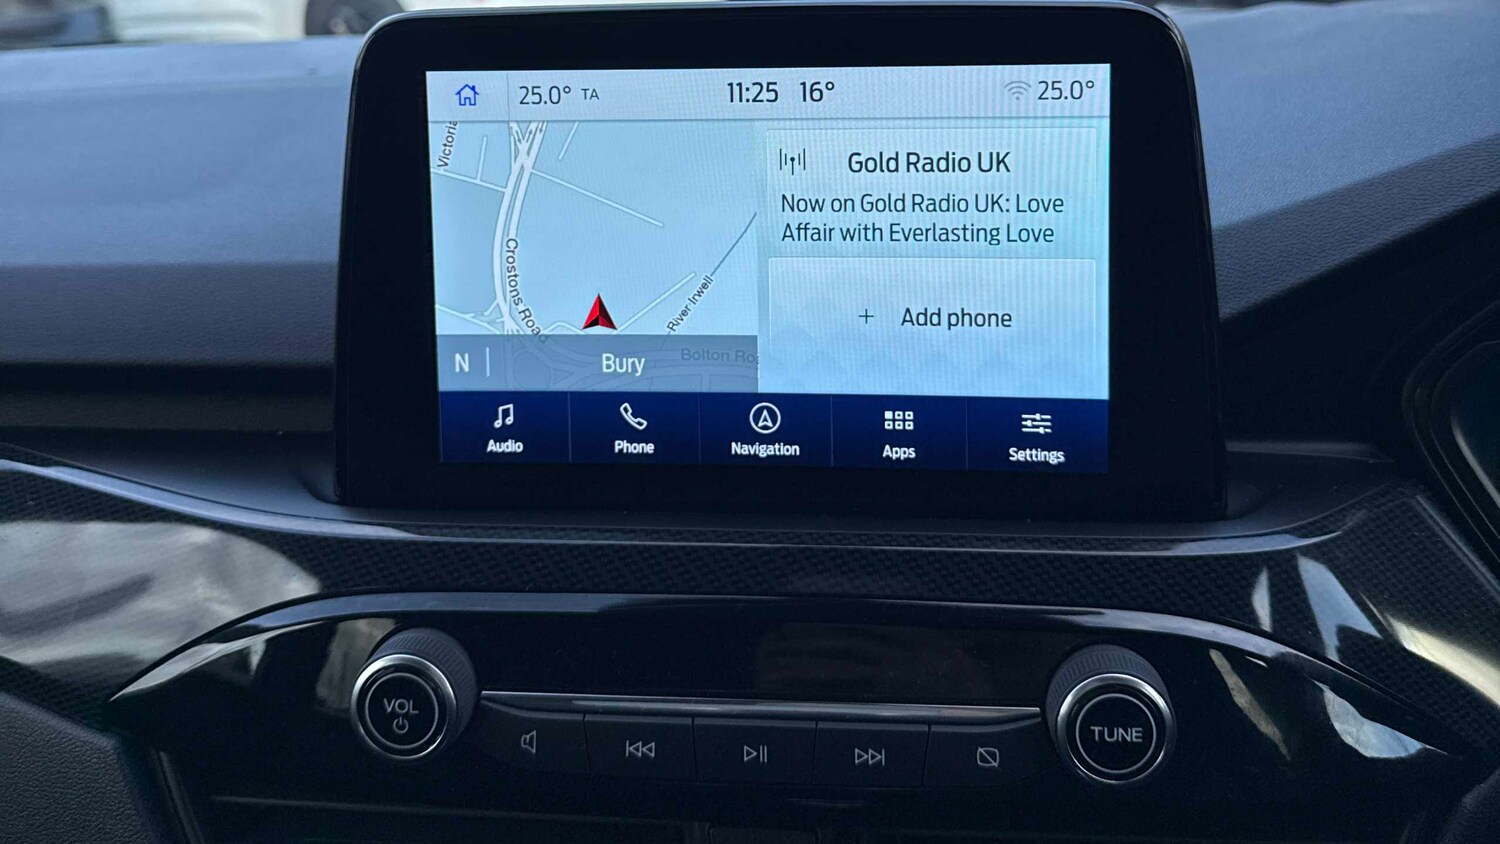 25.0° TA
11:25 16°
25.0°
Victoria
Crostons Road
River Irwell
Bolton Ro
N
Bury
Gold Radio UK
Now on Gold Radio UK: Love
Affair with Everlasting Love
+ Add phone
Audio
Phone
Navigation
Apps
Settings
VOL
TUNE